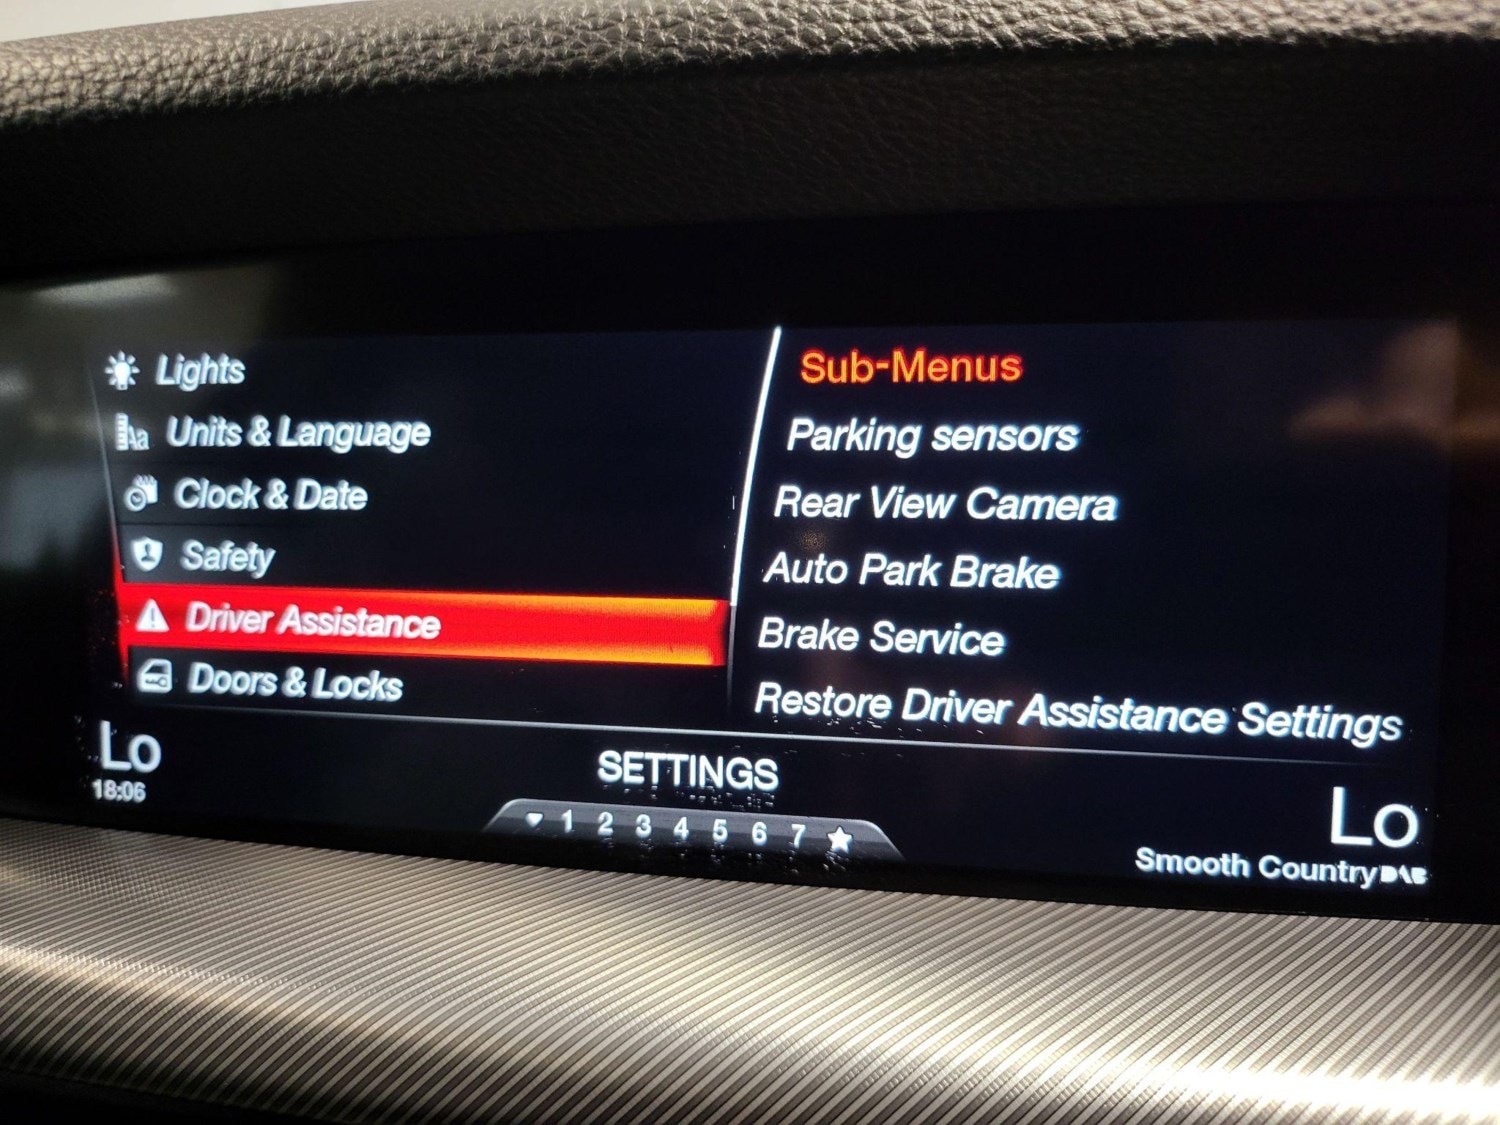 Lights
Units & Language
Clock & Date
Safety
Driver Assistance
Doors & Locks
Sub-Menus
Parking sensors
Rear View Camera
Auto Park Brake
Brake Service
Restore Driver Assistance Settings
Lo
18:06
SETTINGS
1 2 3 4 5 6 7
Lo
Smooth Country DAB